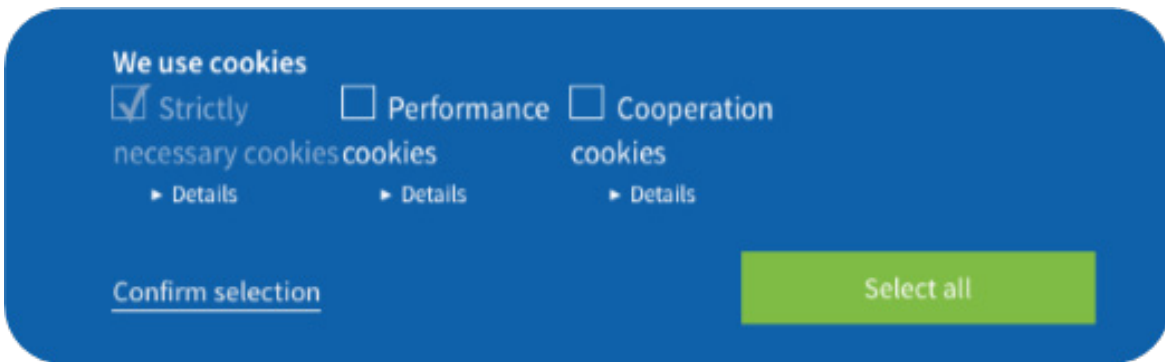 We use cookies
Strictly necessary cookies
Performance cookies
Cooperation cookies
▸ Details
▸ Details
▸ Details
Confirm selection
Select all